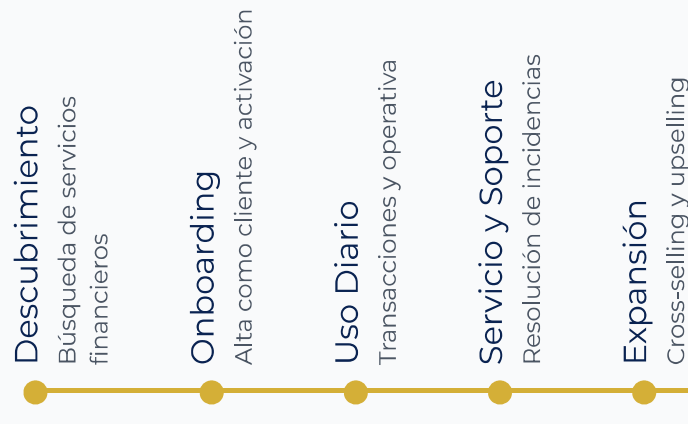 Descubrimiento
Búsqueda de servicios
financieros
Onboarding
Alta como cliente y activación
Uso Diario
Transacciones y operativa
Servicio y Soporte
Resolución de incidencias
Expansión
Cross-selling y upselling